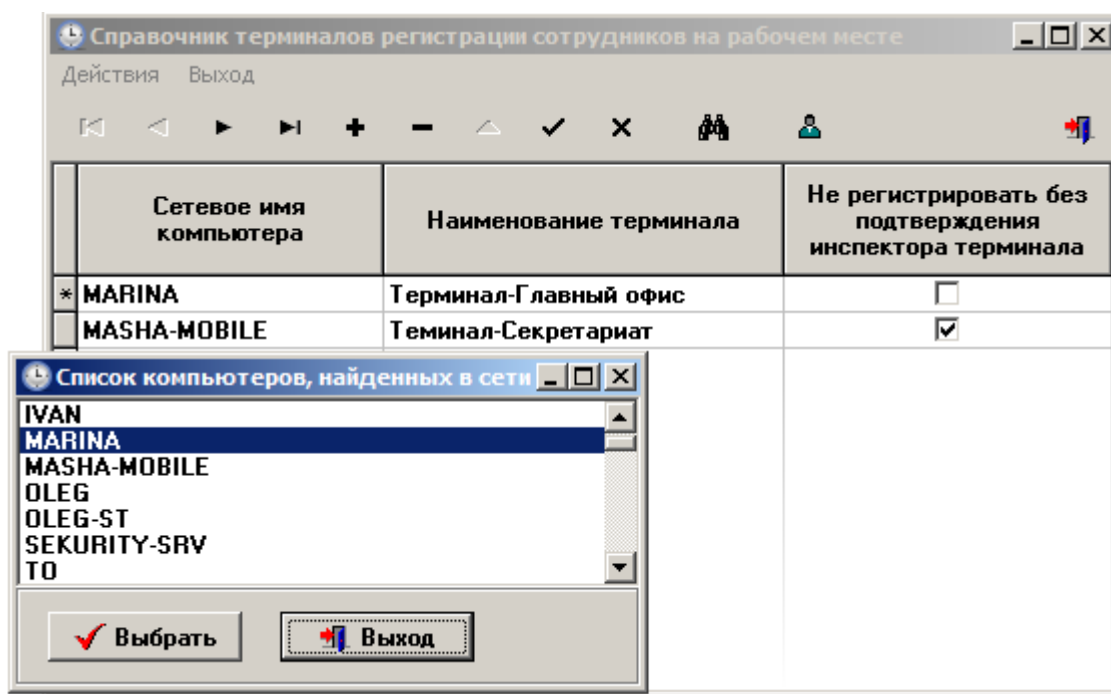 Справочник терминалов регистрации сотрудников на рабочем месте
Действия Выход
Сетевое имя
компьютера
Наименование терминала
Не регистрировать без
подтверждения
инспектора терминала
MARINA Терминал-Главный офис
MASHA-MOBILE Теминал-Секретариат
Список компьютеров, найденных в сети
IVAN
MARINA
MASHA-MOBILE
OLEG
OLEG-ST
SEKURITY-SRV
TO
Выбрать Выход